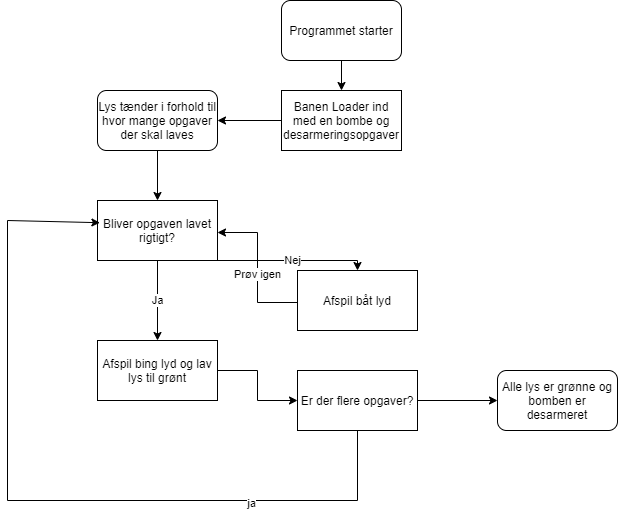 Programmet starter
Banen Loader ind
med en bombe og
desarmeringsopgaver
Lys tænder i forhold til
hvor mange opgaver
der skal laves
Bliver opgaven lavet
rigtigt?
Nej
Prøv igen
Afspil båt lyd
Ja
Afspil bing lyd og lav
lys til grønt
Er der flere opgaver?
Alle lys er grønne og
bomben er
desarmeret
ja